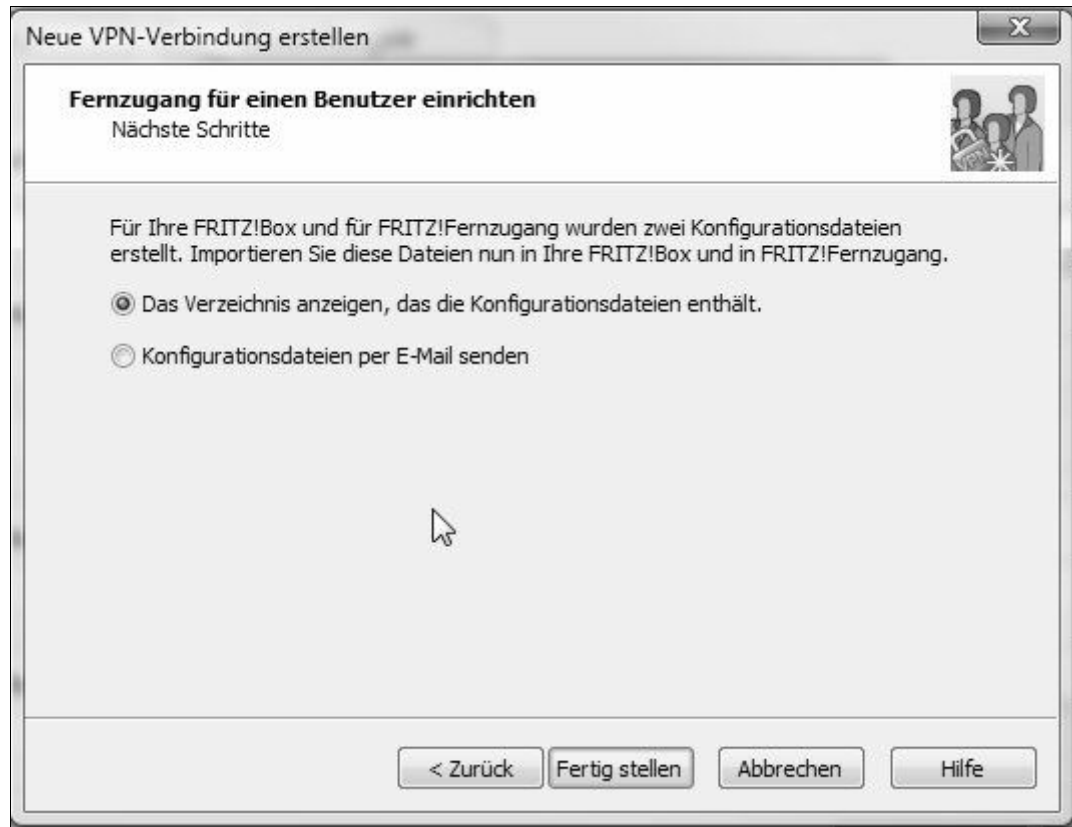 Neue VPN-Verbindung erstellen
Fernzugang für einen Benutzer einrichten
Nächste Schritte
VPN
Für Ihre FRITZ!Box und für FRITZ!Fernzugang wurden zwei Konfigurationsdateien
erstellt. Importieren Sie diese Dateien nun in Ihre FRITZ!Box und in FRITZ!Fernzugang.
Das Verzeichnis anzeigen, das die Konfigurationsdateien enthält.
Konfigurationsdateien per E-Mail senden
< Zurück Fertig stellen Abbrechen Hilfe